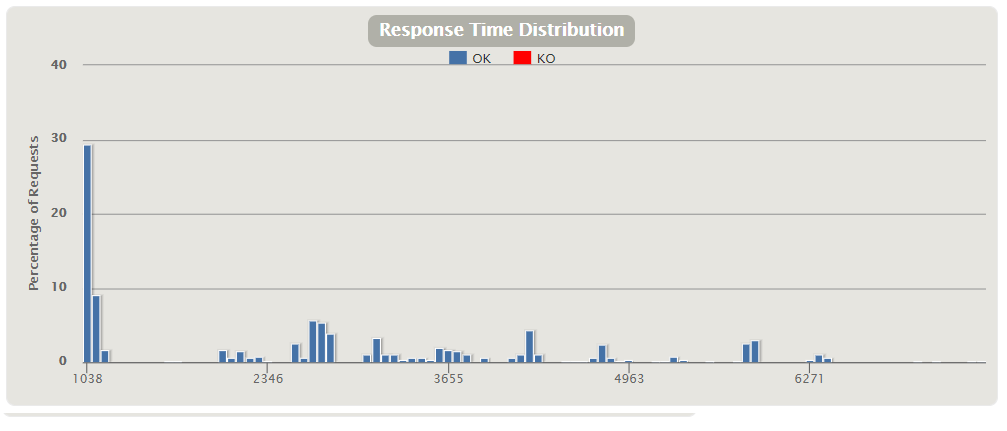 Response Time Distribution
OK KO
Percentage of Requests
40
30
20
10
0
1038 2346 3655 4963 6271